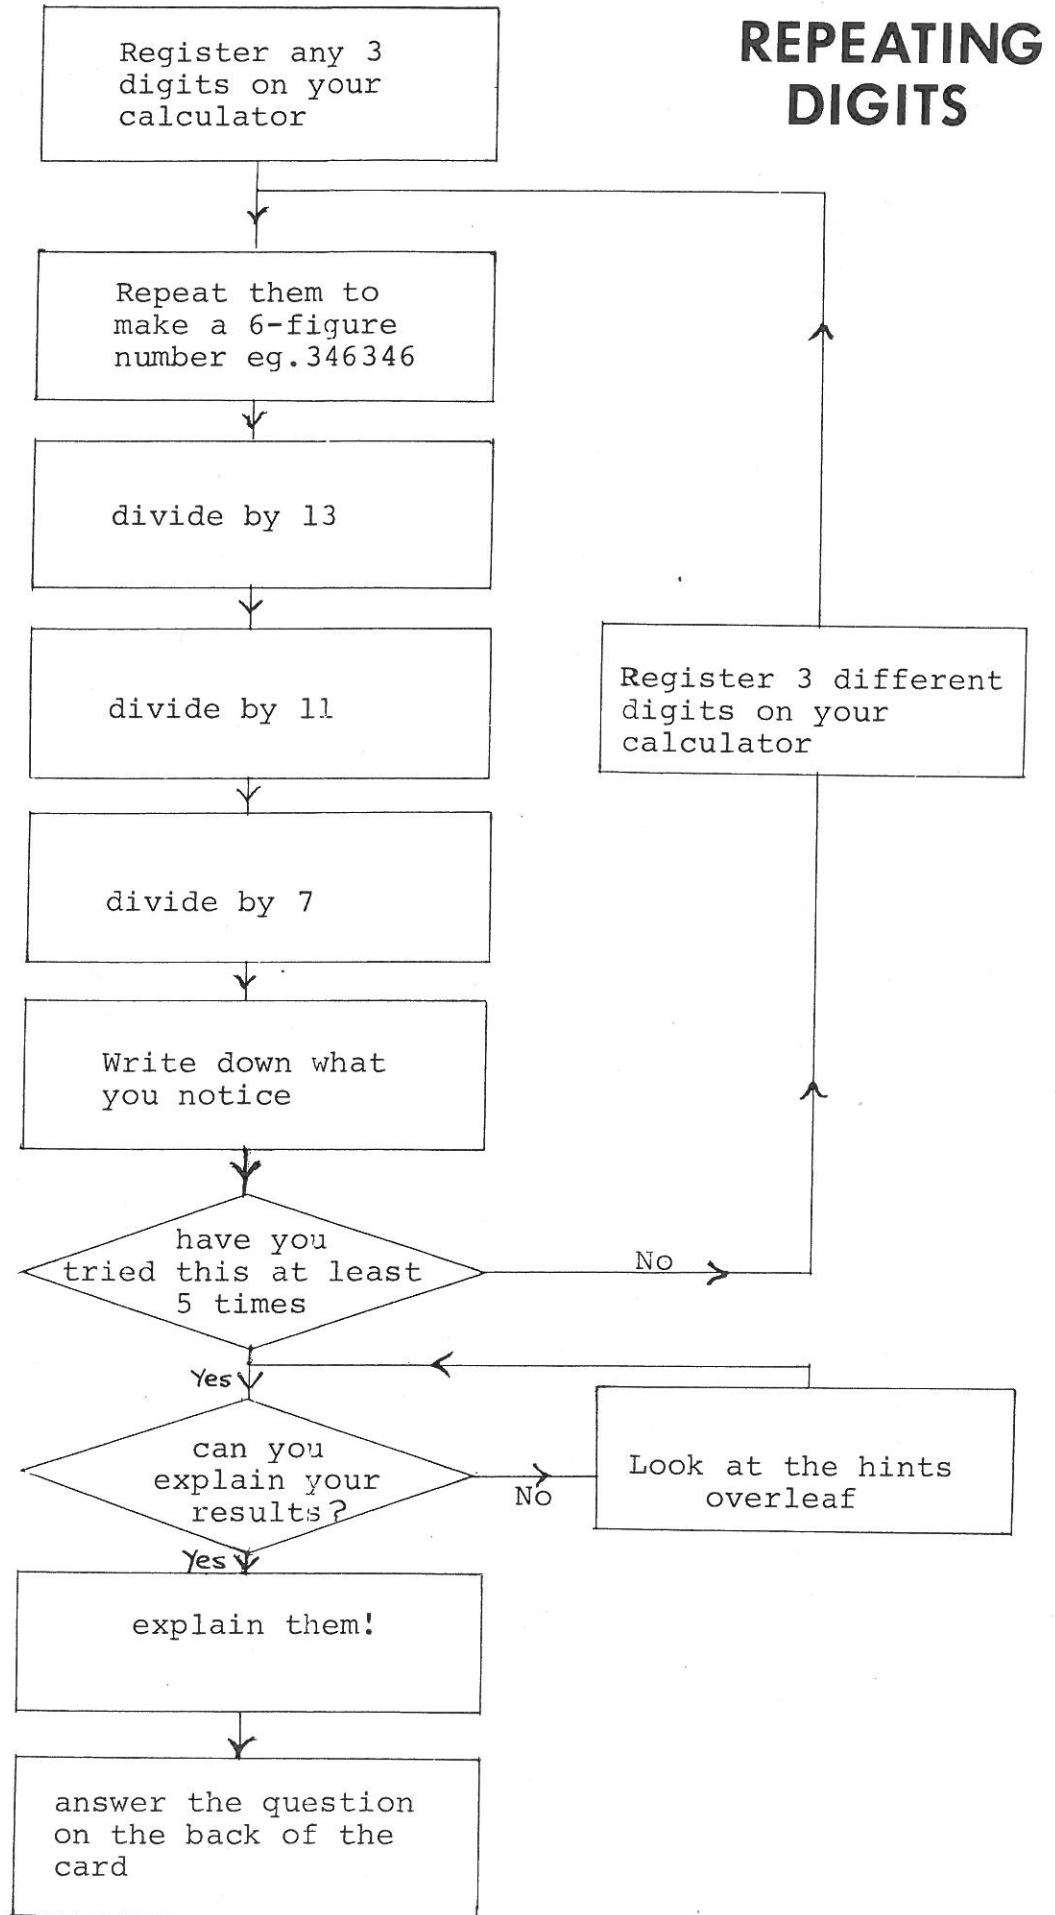 REPEATING
DIGITS
Register any 3
digits on your
calculator
Repeat them to
make a 6-figure
number eg.346346
divide by 13
divide by 11
divide by 7
Write down what
you notice
have you
tried this at least
5 times
No
Register 3 different
digits on your
calculator
Yes
can you
explain your
results?
No
Look at the hints
overleaf
Yes
explain them!
answer the question
on the back of the
card